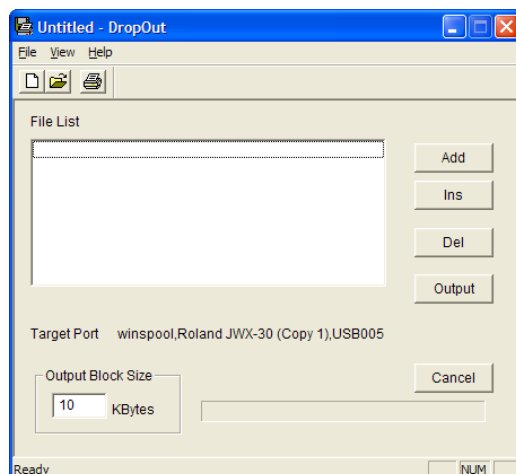 Untitled - DropOut
File View Help
File List
Add
Ins
Del
Output
Target Port winspool,Roland JWX-30 (Copy 1),USB005
Output Block Size
Cancel
10 KBytes
Ready NUM